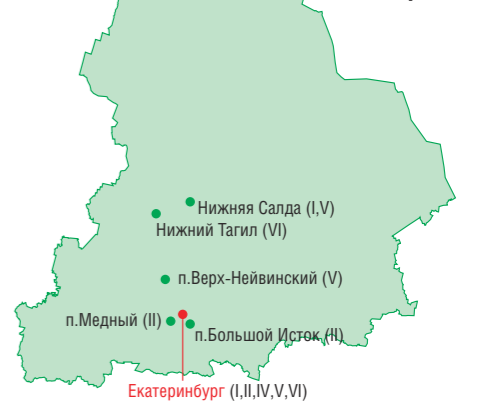 Нижняя Салда (I,V)
Нижний Тагил (VI)
п.Верх-Нейвинский (V)
п.Медный (II)
п.Большой Исток (II)
Екатеринбург (I,II,IV,V,VI)